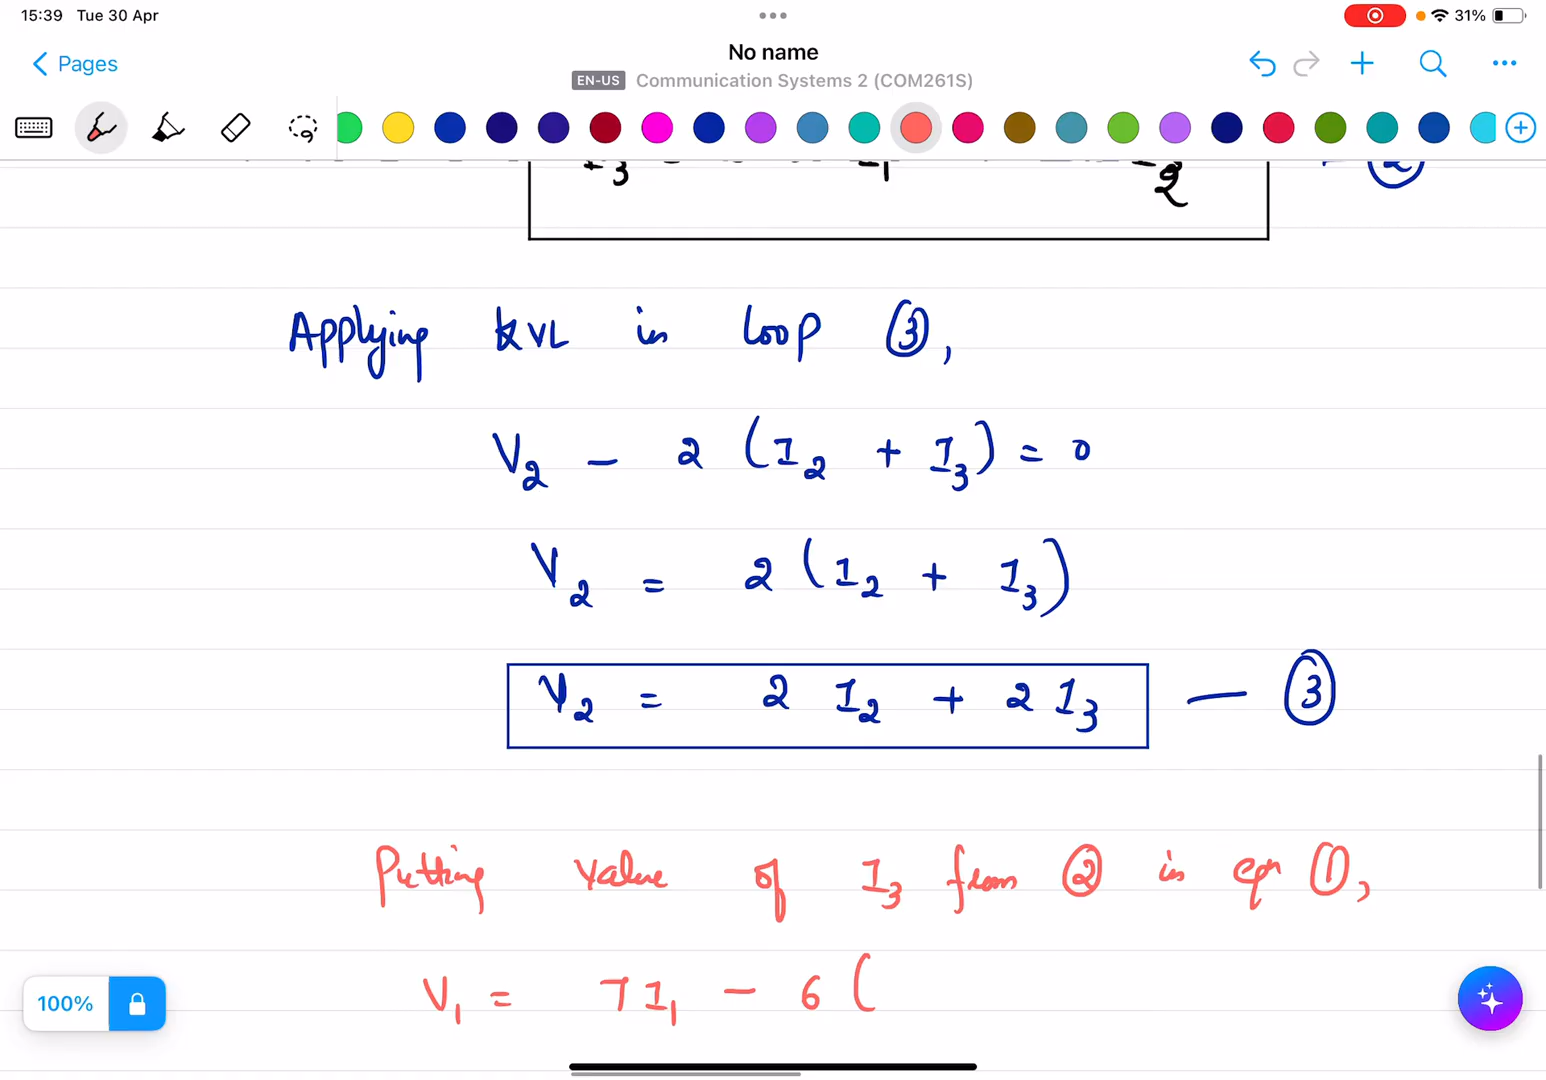 15:39 Tue 30 Apr
31%
Pages
No name
EN-US Communication Systems 2 (COM261S)
Applying KVL in loop ③,
V₂ - 2 (I₂ + I₃) = 0
V₂ = 2 (I₂ + I₃)
V₂ = 2 I₂ + 2 I₃ — ③
Putting value of I₃ from ② in eqn ①,
V₁ = 7I₁ - 6 (
100%